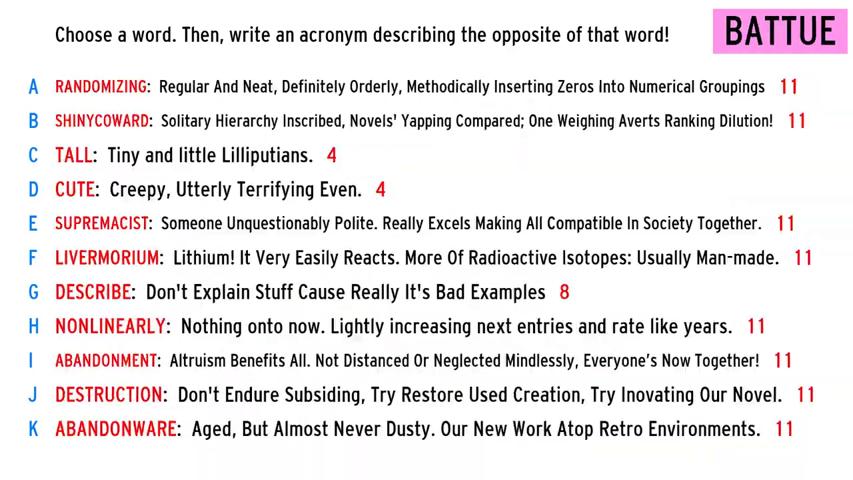 Choose a word. Then, write an acronym describing the opposite of that word!
BATTUE
A RANDOMIZING: Regular And Neat, Definitely Orderly, Methodically Inserting Zeros Into Numerical Groupings 11
B SHINYCOWARD: Solitary Hierarchy Inscribed, Novels' Yapping Compared; One Weighing Averts Ranking Dilution! 11
C TALL: Tiny and little Lilliputians. 4
D CUTE: Creepy, Utterly Terrifying Even. 4
E SUPREMACIST: Someone Unquestionably Polite. Really Excels Making All Compatible In Society Together. 11
F LIVERMORIUM: Lithium! It Very Easily Reacts. More Of Radioactive Isotopes: Usually Man-made. 11
G DESCRIBE: Don't Explain Stuff Cause Really It's Bad Examples 8
H NONLINEARLY: Nothing onto now. Lightly increasing next entries and rate like years. 11
I ABANDONMENT: Altruism Benefits All. Not Distanced Or Neglected Mindlessly, Everyone's Now Together! 11
J DESTRUCTION: Don't Endure Subsiding, Try Restore Used Creation, Try Inovating Our Novel. 11
K ABANDONWARE: Aged, But Almost Never Dusty. Our New Work Atop Retro Environments. 11